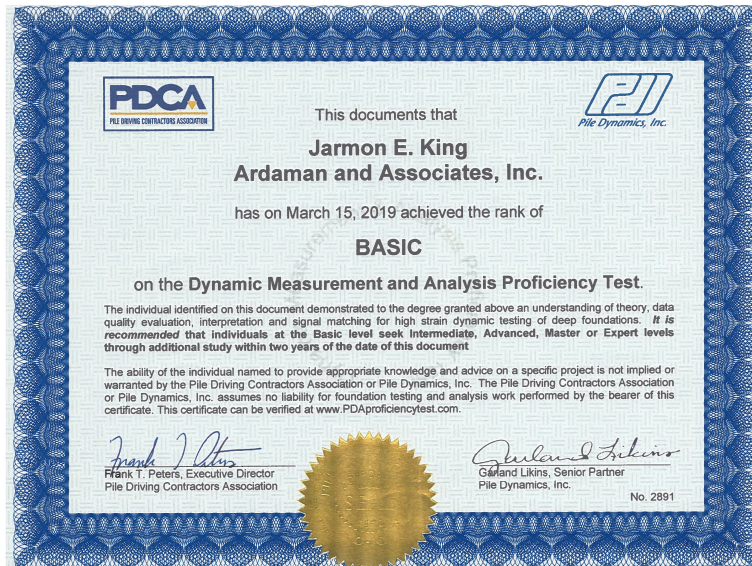 PDCA
PILE DRIVING CONTRACTORS ASSOCIATION
PDI
Pile Dynamics, Inc.
This documents that
Jarmon E. King
Ardaman and Associates, Inc.
has on March 15, 2019 achieved the rank of
BASIC
on the Dynamic Measurement and Analysis Proficiency Test.
The individual identified on this document demonstrated to the degree granted above an understanding of theory, data
quality evaluation, interpretation and signal matching for high strain dynamic testing of deep foundations. It is
recommended that individuals at the Basic level seek Intermediate, Advanced, Master or Expert levels
through additional study within two years of the date of this document
The ability of the individual named to provide appropriate knowledge and advice on a specific project is not implied or
warranted by the Pile Driving Contractors Association or Pile Dynamics, Inc. The Pile Driving Contractors Association
or Pile Dynamics, Inc. assumes no liability for foundation testing and analysis work performed by the bearer of this
certificate. This certificate can be verified at www.PDAproficiencytest.com.
Frank T. Peters
Garland Likins
Frank T. Peters, Executive Director
Pile Driving Contractors Association
Garland Likins, Senior Partner
Pile Dynamics, Inc.
No. 2891